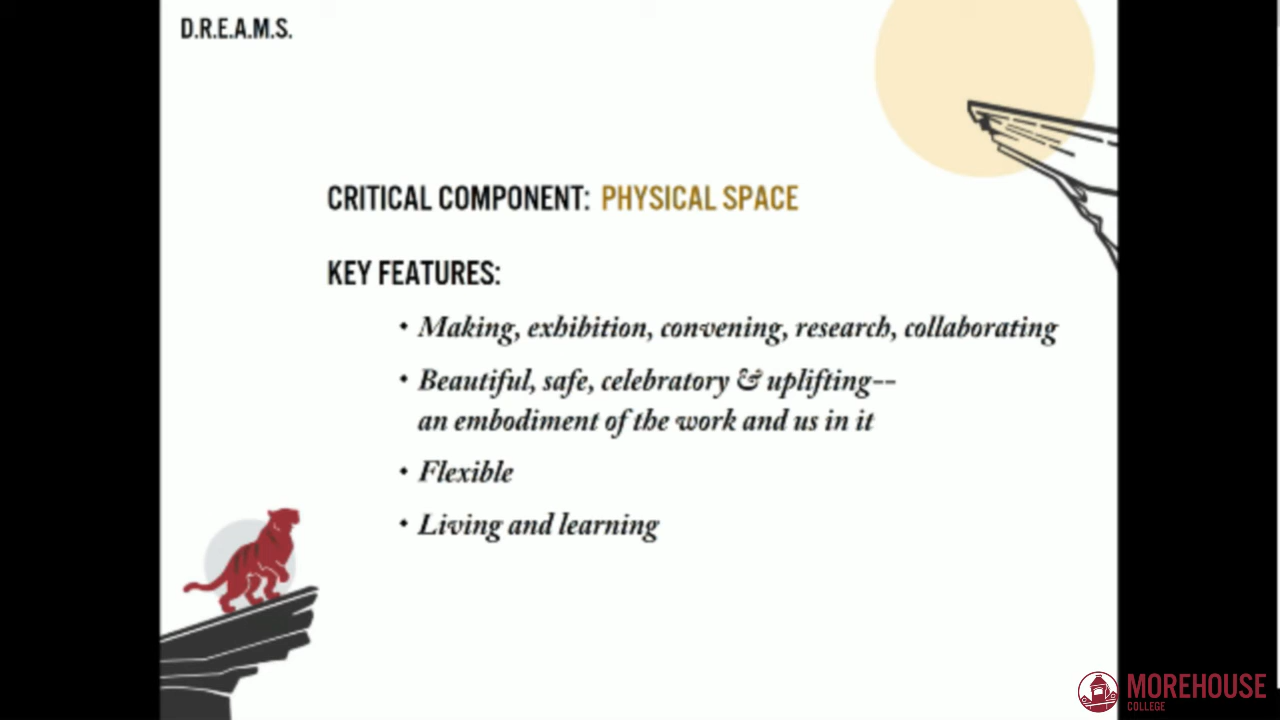 D.R.E.A.M.S.
CRITICAL COMPONENT: PHYSICAL SPACE
KEY FEATURES:
• Making, exhibition, convening, research, collaborating
• Beautiful, safe, celebratory & uplifting--
an embodiment of the work and us in it
• Flexible
• Living and learning
MOREHOUSE
COLLEGE